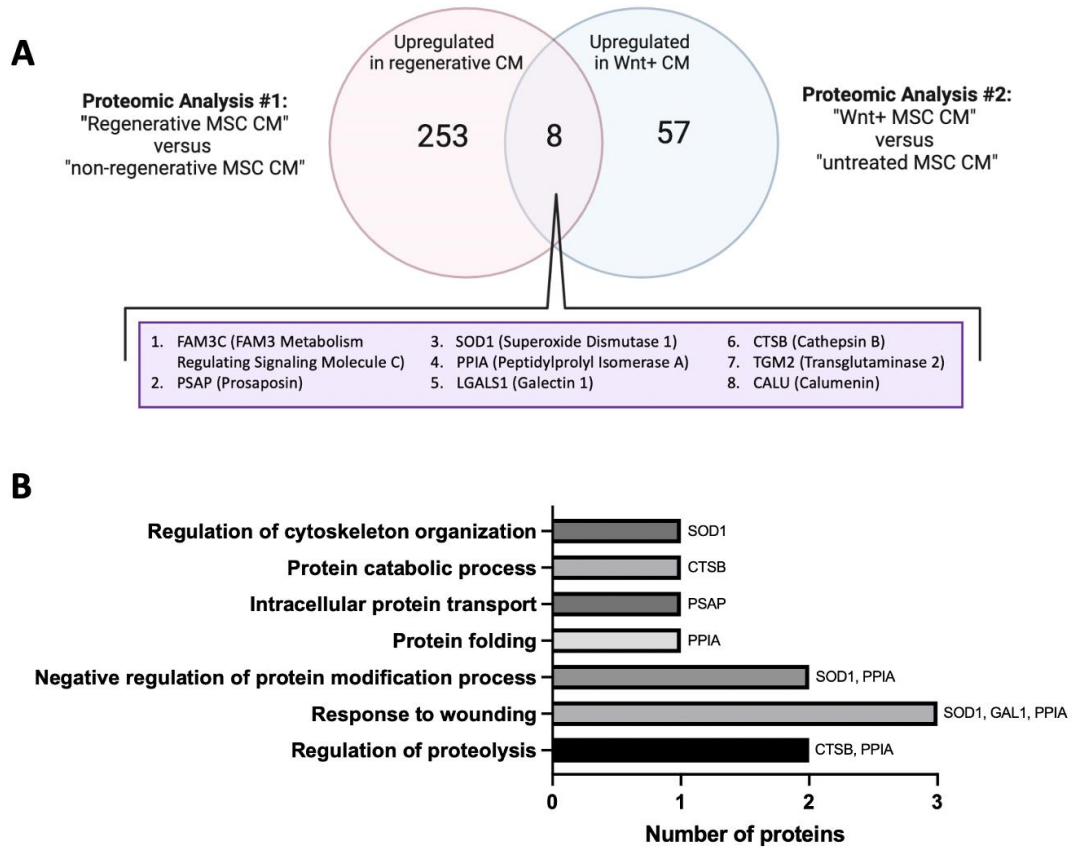 A
Upregulated
in regenerative CM
Upregulated
in Wnt+ CM
Proteomic Analysis #1:
"Regenerative MSC CM"
versus
"non-regenerative MSC CM"
253
8
57
Proteomic Analysis #2:
"Wnt+ MSC CM"
versus
"untreated MSC CM"
1. FAM3C (FAM3 Metabolism
Regulating Signaling Molecule C)
2. PSAP (Prosaposin)
3. SOD1 (Superoxide Dismutase 1)
4. PPIA (Peptidylprolyl Isomerase A)
5. LGALS1 (Galectin 1)
6. CTSB (Cathepsin B)
7. TGM2 (Transglutaminase 2)
8. CALU (Calumenin)
B
Regulation of cytoskeleton organization SOD1
Protein catabolic process CTSB
Intracellular protein transport PSAP
Protein folding PPIA
Negative regulation of protein modification process SOD1, PPIA
Response to wounding SOD1, GAL1, PPIA
Regulation of proteolysis CTSB, PPIA
0 1 2 3
Number of proteins